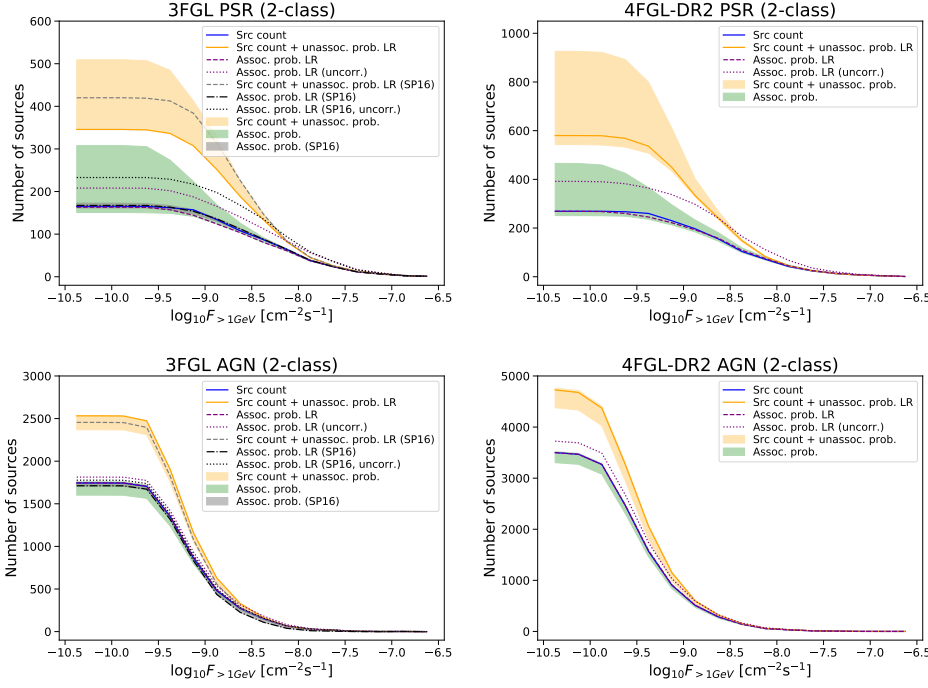 3FGL PSR (2-class)
600
500
400
300
200
100
0
Number of sources
Src count
Src count + unassoc. prob. LR
Assoc. prob. LR
Assoc. prob. LR (uncorr.)
Src count + unassoc. prob. LR (SP16)
Assoc. prob. LR (SP16)
Assoc. prob. LR (SP16, uncorr.)
Src count + unassoc. prob.
Assoc. prob.
Assoc. prob. (SP16)
−10.5 −10.0 −9.5 −9.0 −8.5 −8.0 −7.5 −7.0 −6.5
log10F>1GeV [cm−2s−1]
4FGL-DR2 PSR (2-class)
1000
800
600
400
200
0
Number of sources
Src count
Src count + unassoc. prob. LR
Assoc. prob. LR
Assoc. prob. LR (uncorr.)
Src count + unassoc. prob.
Assoc. prob.
−10.5 −10.0 −9.5 −9.0 −8.5 −8.0 −7.5 −7.0 −6.5
log10F>1GeV [cm−2s−1]
3FGL AGN (2-class)
3000
2500
2000
1500
1000
500
0
Number of sources
Src count
Src count + unassoc. prob. LR
Assoc. prob. LR
Assoc. prob. LR (uncorr.)
Src count + unassoc. prob. LR (SP16)
Assoc. prob. LR (SP16)
Assoc. prob. LR (SP16, uncorr.)
Src count + unassoc. prob.
Assoc. prob.
Assoc. prob. (SP16)
−10.5 −10.0 −9.5 −9.0 −8.5 −8.0 −7.5 −7.0 −6.5
log10F>1GeV [cm−2s−1]
4FGL-DR2 AGN (2-class)
5000
4000
3000
2000
1000
0
Number of sources
Src count
Src count + unassoc. prob. LR
Assoc. prob. LR
Assoc. prob. LR (uncorr.)
Src count + unassoc. prob.
Assoc. prob.
−10.5 −10.0 −9.5 −9.0 −8.5 −8.0 −7.5 −7.0 −6.5
log10F>1GeV [cm−2s−1]